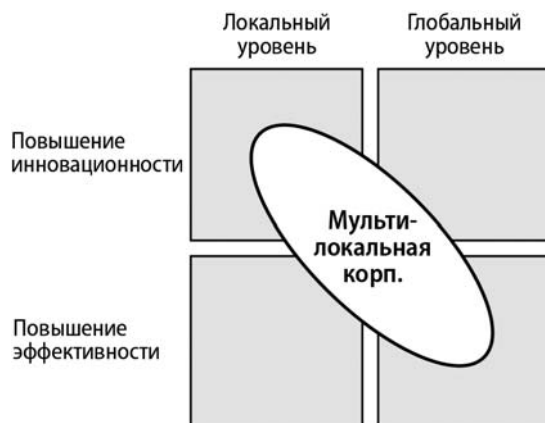 Локальный
уровень
Глобальный
уровень
Повышение
инновационности
Мульти-
локальная
корп.
Повышение
эффективности